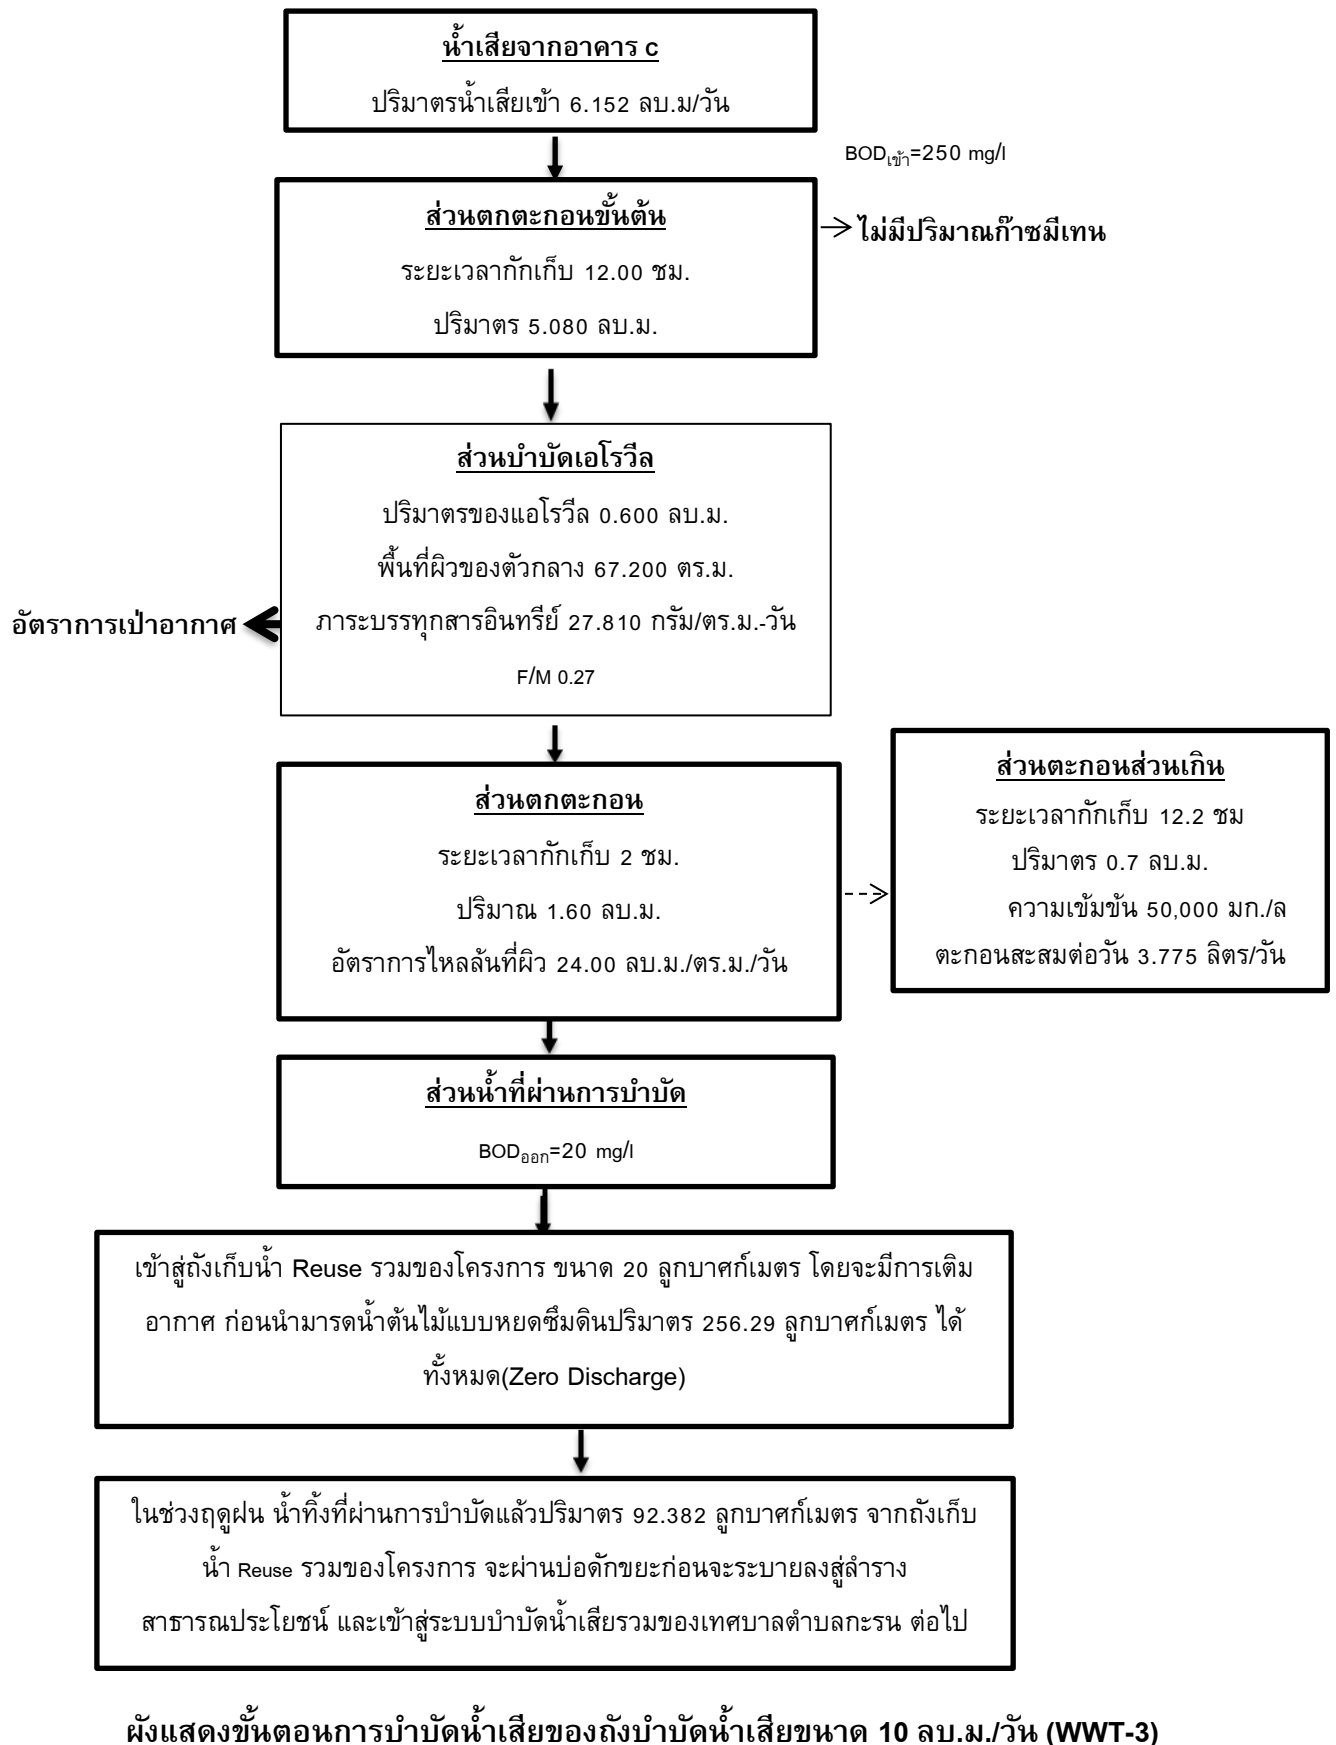 น้ำเสียจากอาคาร c
ปริมาตรน้ำเสียเข้า 6.152 ลบ.ม/วัน
BODเข้า=250 mg/l
ส่วนตกตะกอนขั้นต้น
ระยะเวลากักเก็บ 12.00 ชม.
ปริมาตร 5.080 ลบ.ม.
ไม่มีปริมาณก๊าซมีเทน
ส่วนบำบัดเอโรวีล
ปริมาตรของแอโรวีล 0.600 ลบ.ม.
พื้นที่ผิวของตัวกลาง 67.200 ตร.ม.
ภาระบรรทุกสารอินทรีย์ 27.810 กรัม/ตร.ม.-วัน
F/M 0.27
อัตราการเป่าอากาศ
ส่วนตกตะกอน
ระยะเวลากักเก็บ 2 ชม.
ปริมาณ 1.60 ลบ.ม.
อัตราการไหลล้นที่ผิว 24.00 ลบ.ม./ตร.ม./วัน
ส่วนตะกอนส่วนเกิน
ระยะเวลากักเก็บ 12.2 ชม
ปริมาตร 0.7 ลบ.ม.
ความเข้มข้น 50,000 มก./ล
ตะกอนสะสมต่อวัน 3.775 ลิตร/วัน
ส่วนน้ำที่ผ่านการบำบัด
BODออก=20 mg/l
เข้าสู่ถังเก็บน้ำ Reuse รวมของโครงการ ขนาด 20 ลูกบาศก์เมตร โดยจะมีการเติม
อากาศ ก่อนนำมารดน้ำต้นไม้แบบหยดซึมดินปริมาตร 256.29 ลูกบาศก์เมตร ได้
ทั้งหมด(Zero Discharge)
ในช่วงฤดูฝน น้ำทิ้งที่ผ่านการบำบัดแล้วปริมาตร 92.382 ลูกบาศก์เมตร จากถังเก็บ
น้ำ Reuse รวมของโครงการ จะผ่านบ่อดักขยะก่อนจะระบายลงสู่ลำราง
สาธารณประโยชน์ และเข้าสู่ระบบบำบัดน้ำเสียรวมของเทศบาลตำบลกะรน ต่อไป
ผังแสดงขั้นตอนการบำบัดน้ำเสียของถังบำบัดน้ำเสียขนาด 10 ลบ.ม./วัน (WWT-3)